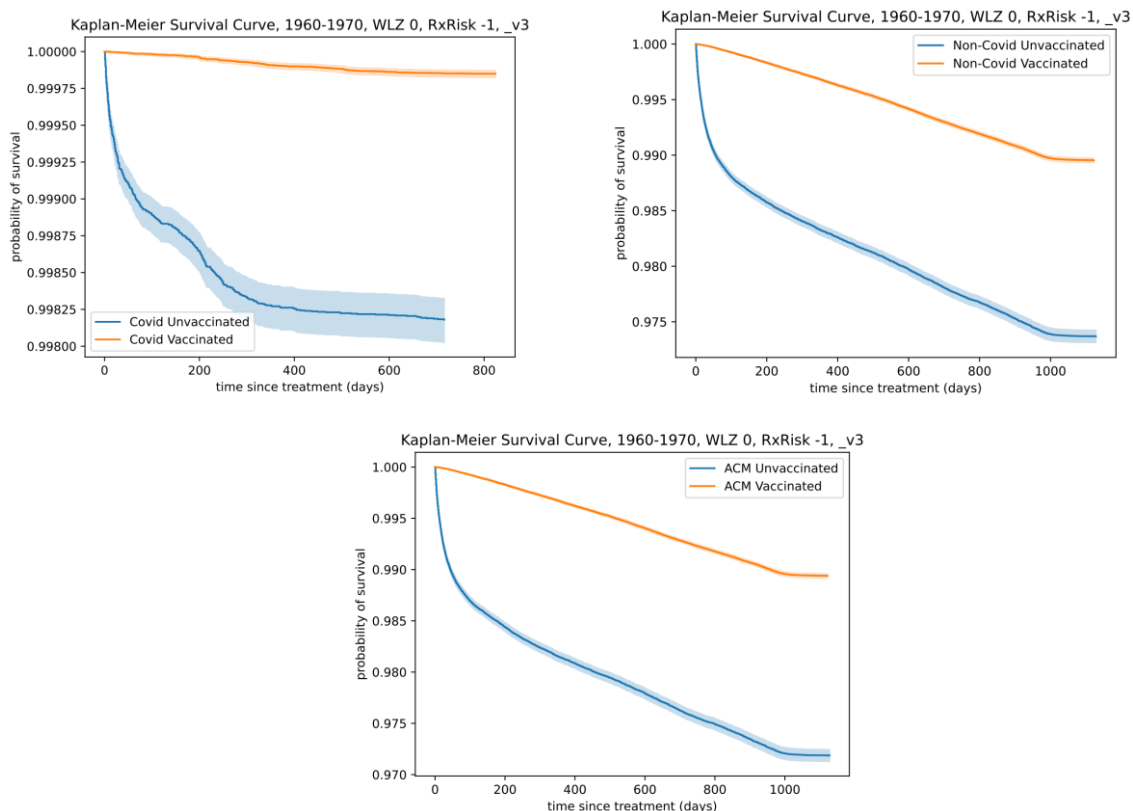 Kaplan-Meier Survival Curve, 1960-1970, WLZ 0, RxRisk -1, _v3
1.00000
0.99975
0.99950
0.99925
0.99900
0.99875
0.99850
0.99825
0.99800
probability of survival
Covid Unvaccinated
Covid Vaccinated
0 200 400 600 800
time since treatment (days)
Kaplan-Meier Survival Curve, 1960-1970, WLZ 0, RxRisk -1, _v3
1.000
0.995
0.990
0.985
0.980
0.975
probability of survival
Non-Covid Unvaccinated
Non-Covid Vaccinated
0 200 400 600 800 1000
time since treatment (days)
Kaplan-Meier Survival Curve, 1960-1970, WLZ 0, RxRisk -1, _v3
1.000
0.995
0.990
0.985
0.980
0.975
0.970
probability of survival
ACM Unvaccinated
ACM Vaccinated
0 200 400 600 800 1000
time since treatment (days)